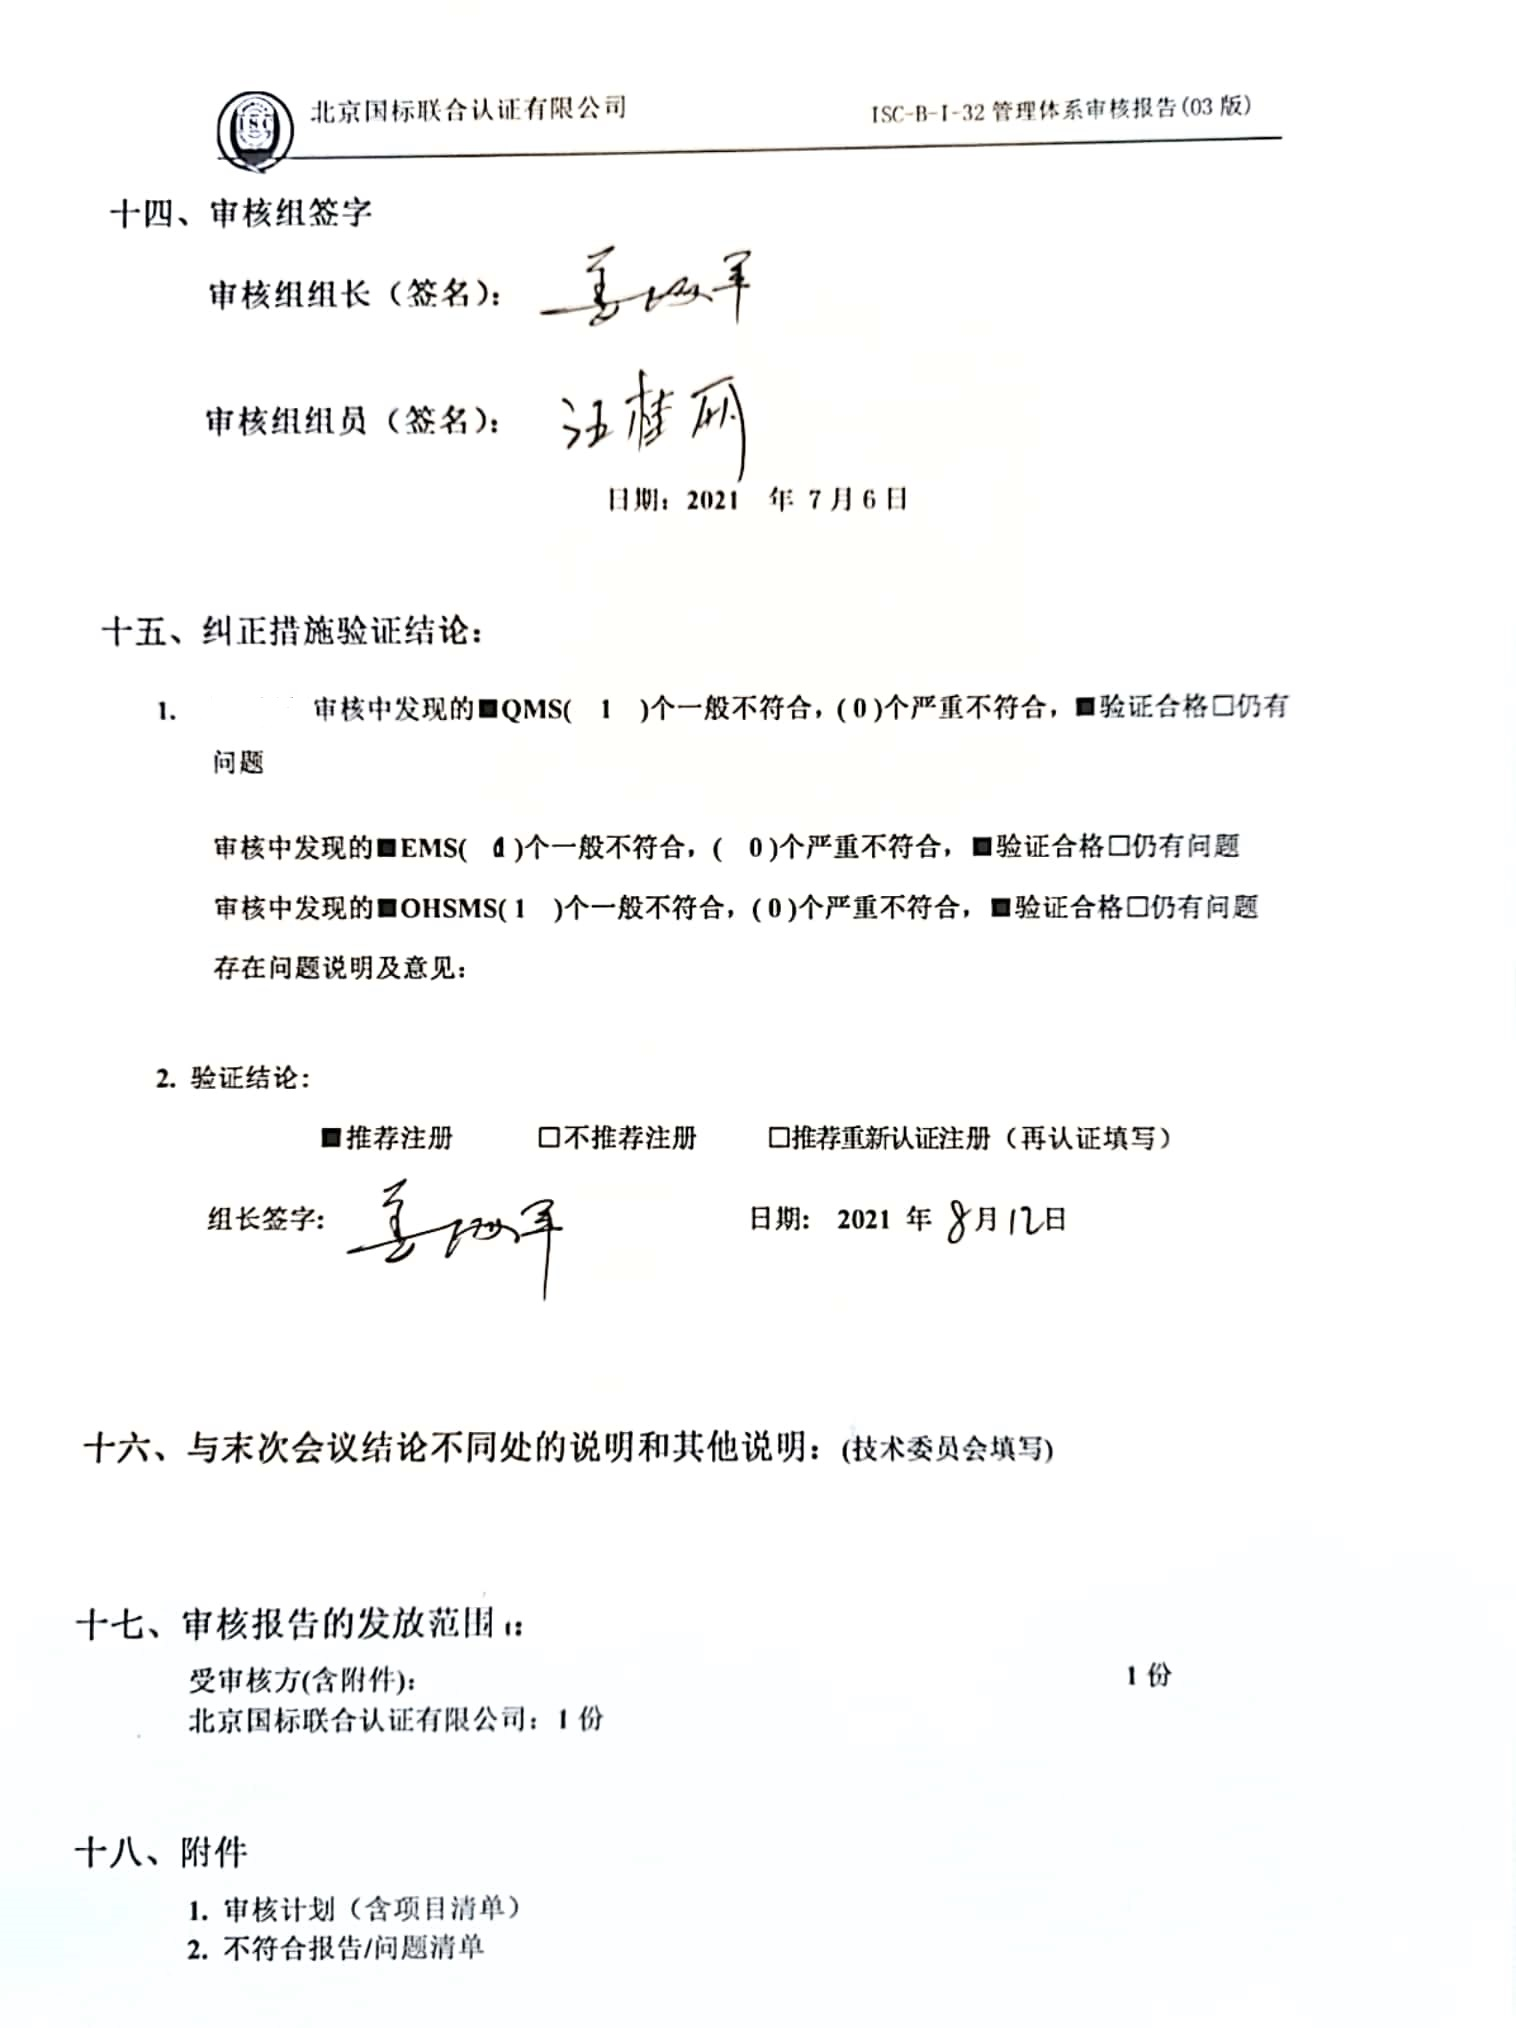 ISC
北京国标联合认证有限公司 ISC-B-I-32 管理体系审核报告(03 版)
十四、审核组签字
审核组组长（签名）：
审核组组员（签名）： 汪桂丽
日期：2021 年 7 月 6 日
十五、纠正措施验证结论：
1. 审核中发现的■QMS( 1 )个一般不符合，( 0 )个严重不符合，■验证合格□仍有
问题
审核中发现的■EMS( )个一般不符合，( 0 )个严重不符合，■验证合格□仍有问题
审核中发现的■OHSMS( 1 )个一般不符合，( 0 )个严重不符合，■验证合格□仍有问题
存在问题说明及意见：
2. 验证结论：
■推荐注册 □不推荐注册 □推荐重新认证注册（再认证填写）
组长签字： 日期： 2021 年 8月 12日
十六、与末次会议结论不同处的说明和其他说明：(技术委员会填写)
十七、审核报告的发放范围：
受审核方(含附件)： 1 份
北京国标联合认证有限公司：1 份
十八、附件
1. 审核计划（含项目清单）
2. 不符合报告/问题清单